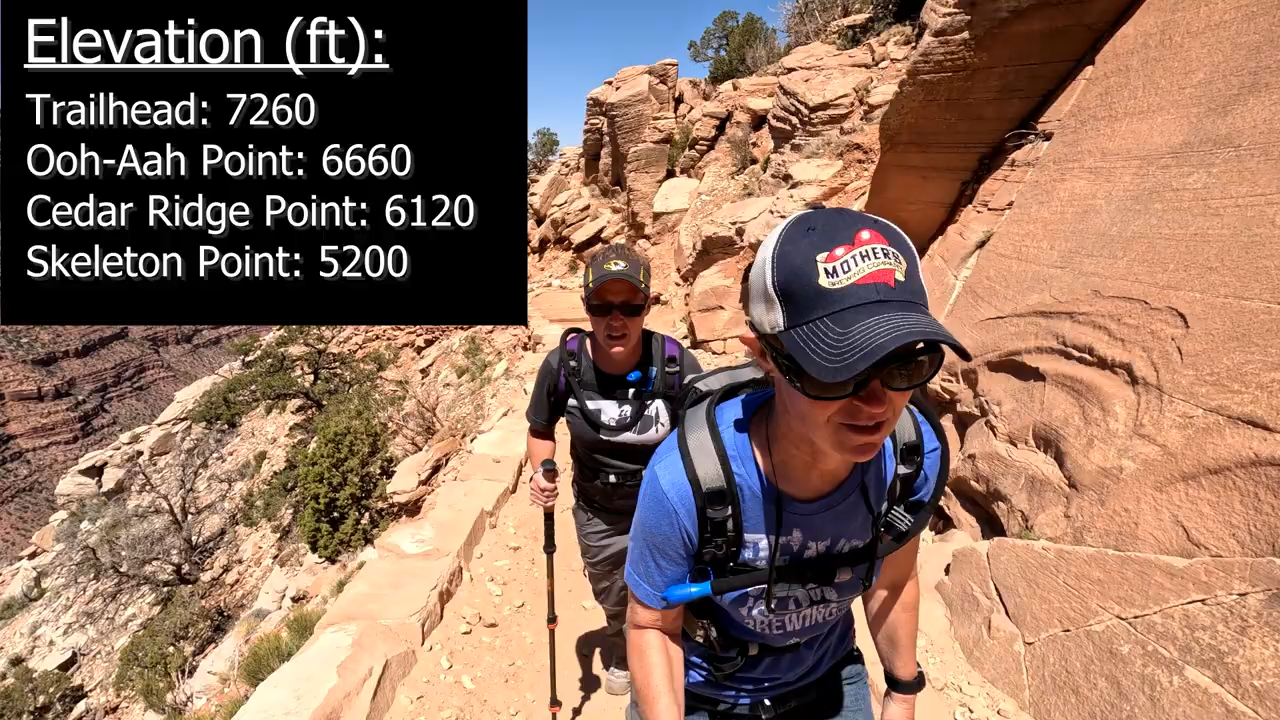 Elevation (ft):
Trailhead: 7260
Ooh-Aah Point: 6660
Cedar Ridge Point: 6120
Skeleton Point: 5200
MOTHER'S
BREWING COMPANY
BREWING